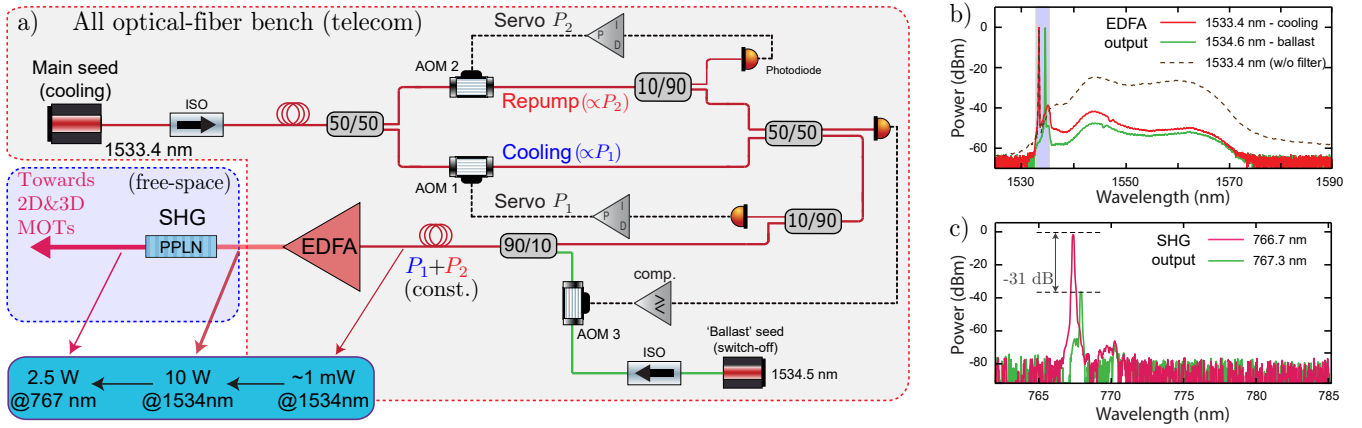 a) All optical-fiber bench (telecom)
Main seed
(cooling)
1533.4 nm
ISO
50/50
AOM 2
Servo P2
P
I
D
Photodiode
10/90
Repump (∝P2)
50/50
Cooling (∝P1)
AOM 1
Servo P1
P
I
D
10/90
Towards
2D&3D
MOTs
(free-space)
SHG
PPLN
EDFA
P1+P2
(const.)
90/10
comp.
AOM 3
ISO
'Ballast' seed
(switch-off)
1534.5 nm
2.5 W
@767 nm
10 W
@1534nm
~1 mW
@1534nm
b)
EDFA
output
1533.4 nm - cooling
1534.6 nm - ballast
1533.4 nm (w/o filter)
Power (dBm)
0
-20
-40
-60
1530
1550
1570
1590
Wavelength (nm)
c)
SHG
output
766.7 nm
767.3 nm
-31 dB
Power (dBm)
0
-20
-40
-60
-80
765
770
775
780
785
Wavelength (nm)